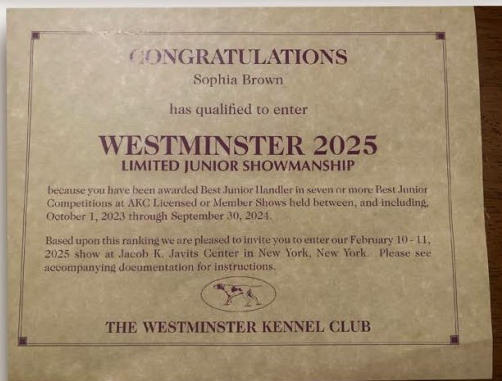 CONGRATULATIONS
Sophia Brown
has qualified to enter
WESTMINSTER 2025
LIMITED JUNIOR SHOWMANSHIP
because you have been awarded Best Junior Handler in seven or more Best Junior
Competitions at AKC Licensed or Member Shows held between, and including,
October 1, 2023 through September 30, 2024.
Based upon this ranking we are pleased to invite you to enter our February 10 - 11,
2025 show at Jacob K. Javits Center in New York, New York. Please see
accompanying documentation for instructions.
THE WESTMINSTER KENNEL CLUB